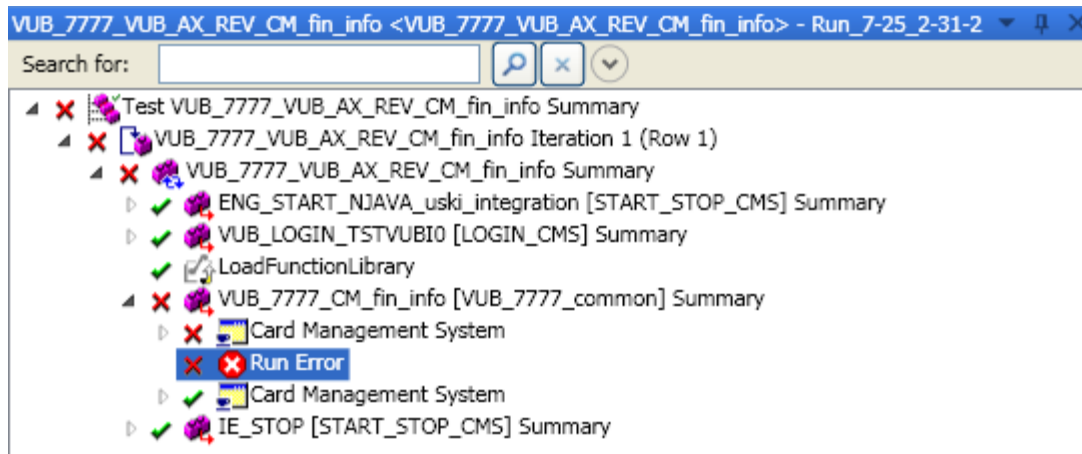 VUB_7777_VUB_AX_REV_CM_fin_info <VUB_7777_VUB_AX_REV_CM_fin_info> - Run_7-25_2-31-2
Search for:
Test VUB_7777_VUB_AX_REV_CM_fin_info Summary
VUB_7777_VUB_AX_REV_CM_fin_info Iteration 1 (Row 1)
VUB_7777_VUB_AX_REV_CM_fin_info Summary
ENG_START_NJAVA_uski_integration [START_STOP_CMS] Summary
VUB_LOGIN_TSTVUBI0 [LOGIN_CMS] Summary
LoadFunctionLibrary
VUB_7777_CM_fin_info [VUB_7777_common] Summary
Card Management System
Run Error
Card Management System
IE_STOP [START_STOP_CMS] Summary